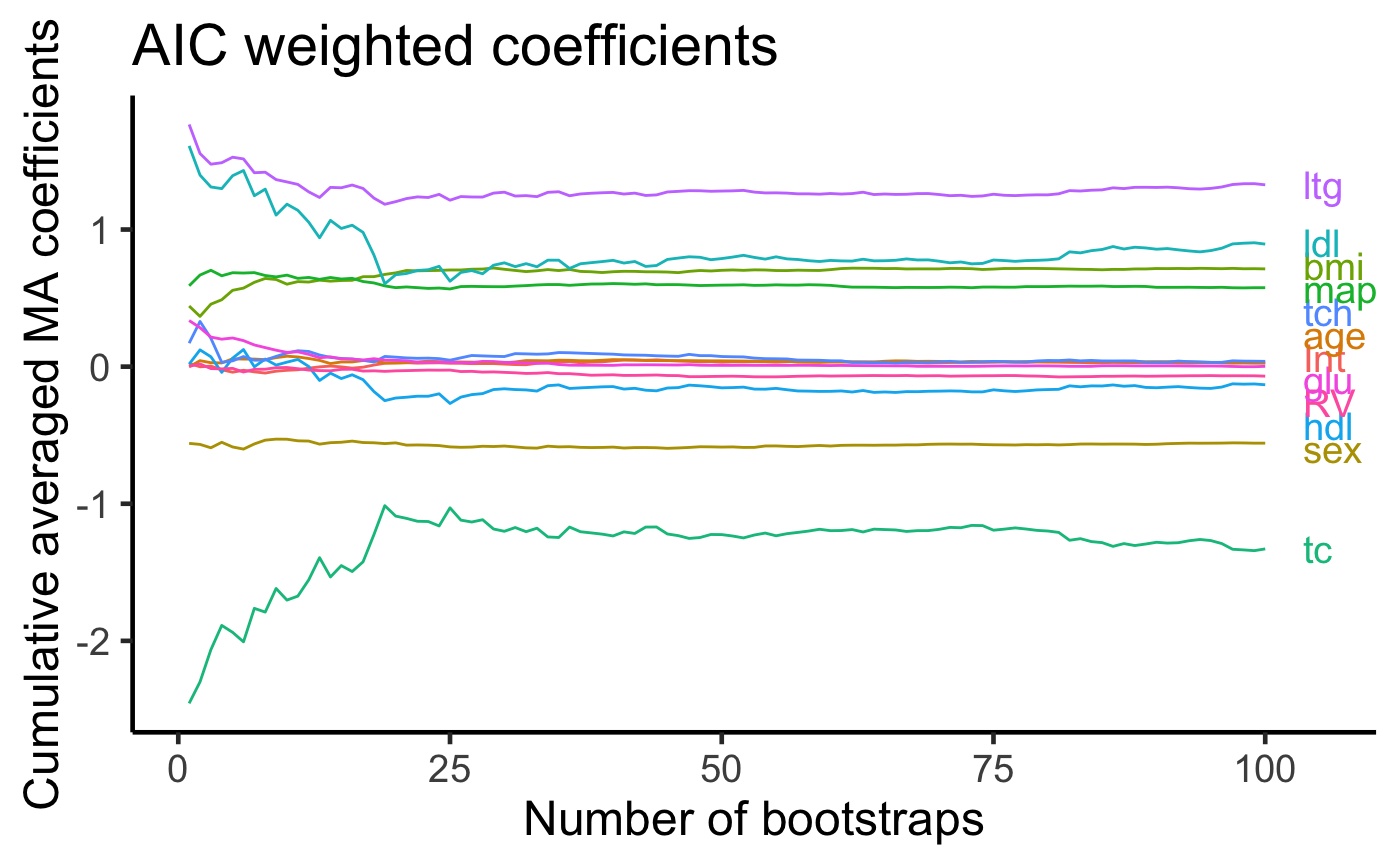 AIC weighted coefficients
Cumulative averaged MA coefficients
1
0
-1
-2
0 25 50 75 100
Number of bootstraps
ltg
ldl
bmi
map
tch
age
Int
glu
RV
hdl
sex
tc